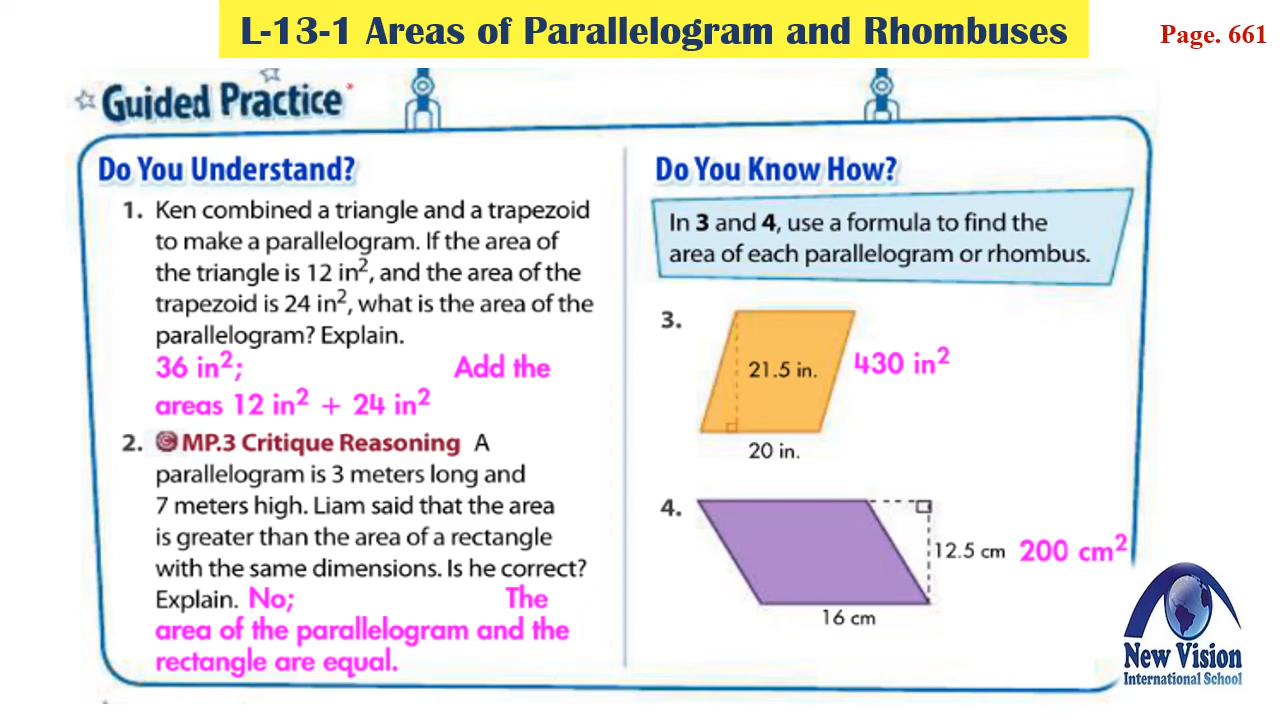 L-13-1 Areas of Parallelogram and Rhombuses
Page. 661
Guided Practice*
Do You Understand?
1. Ken combined a triangle and a trapezoid
to make a parallelogram. If the area of
the triangle is 12 in², and the area of the
trapezoid is 24 in², what is the area of the
parallelogram? Explain.
36 in²; Add the
areas 12 in² + 24 in²
2. MP.3 Critique Reasoning A
parallelogram is 3 meters long and
7 meters high. Liam said that the area
is greater than the area of a rectangle
with the same dimensions. Is he correct?
Explain. No; The
area of the parallelogram and the
rectangle are equal.
Do You Know How?
In 3 and 4, use a formula to find the
area of each parallelogram or rhombus.
3.
21.5 in. 430 in²
20 in.
4.
12.5 cm 200 cm²
16 cm
New Vision
International School